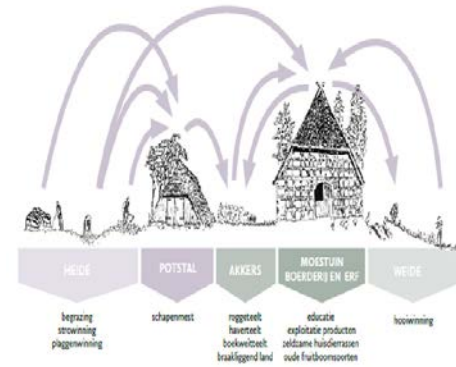 HEIDE
POTSTAL
AKKERS
MOESTUIN
BOERDERIJ EN ERF
WEIDE
begrazing
strowinning
plaggenwinning
schapenmest
roggeteelt
haverteelt
boekweitteelt
braakliggend land
educatie
exploitatie producten
zeldzame huisdierrassen
oude fruitboomsoorten
hooiwinning